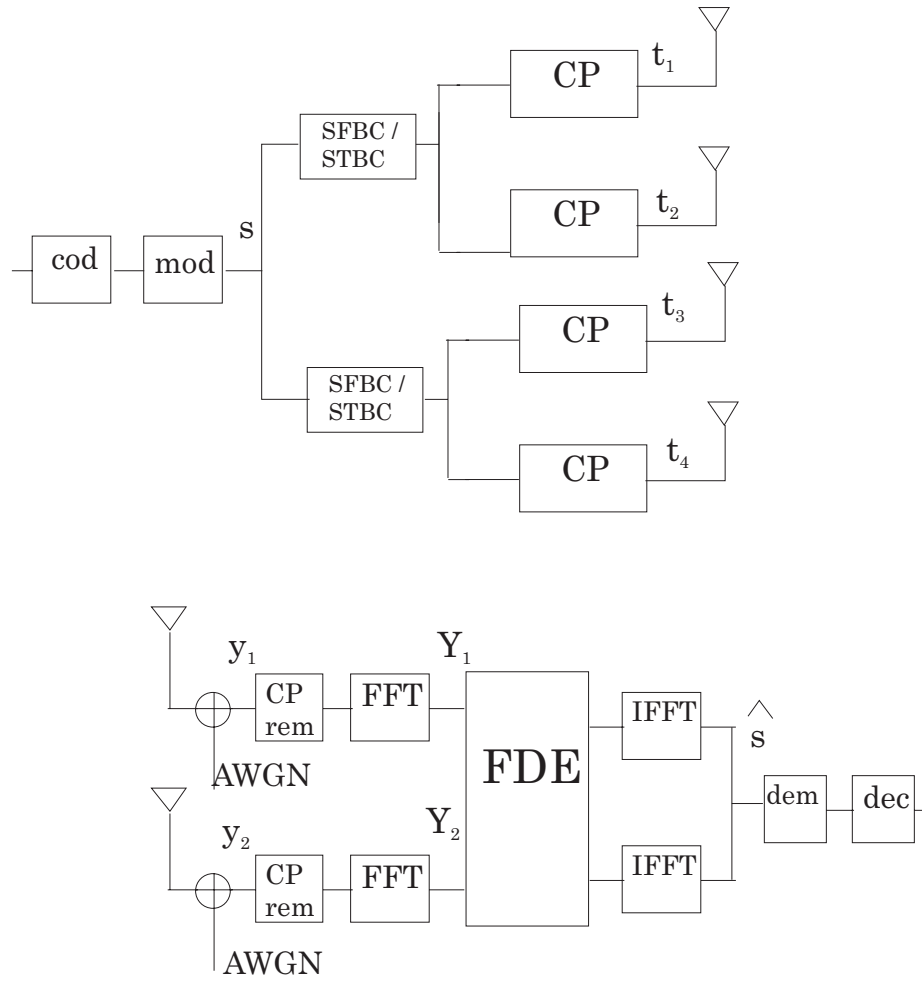 CP
t₁
SFBC /
STBC
CP
t₂
s
cod
mod
CP
t₃
SFBC /
STBC
CP
t₄
y₁
CP
rem
FFT
Y₁
AWGN
FDE
IFFT
^
s
dem
dec
y₂
CP
rem
FFT
Y₂
AWGN
IFFT